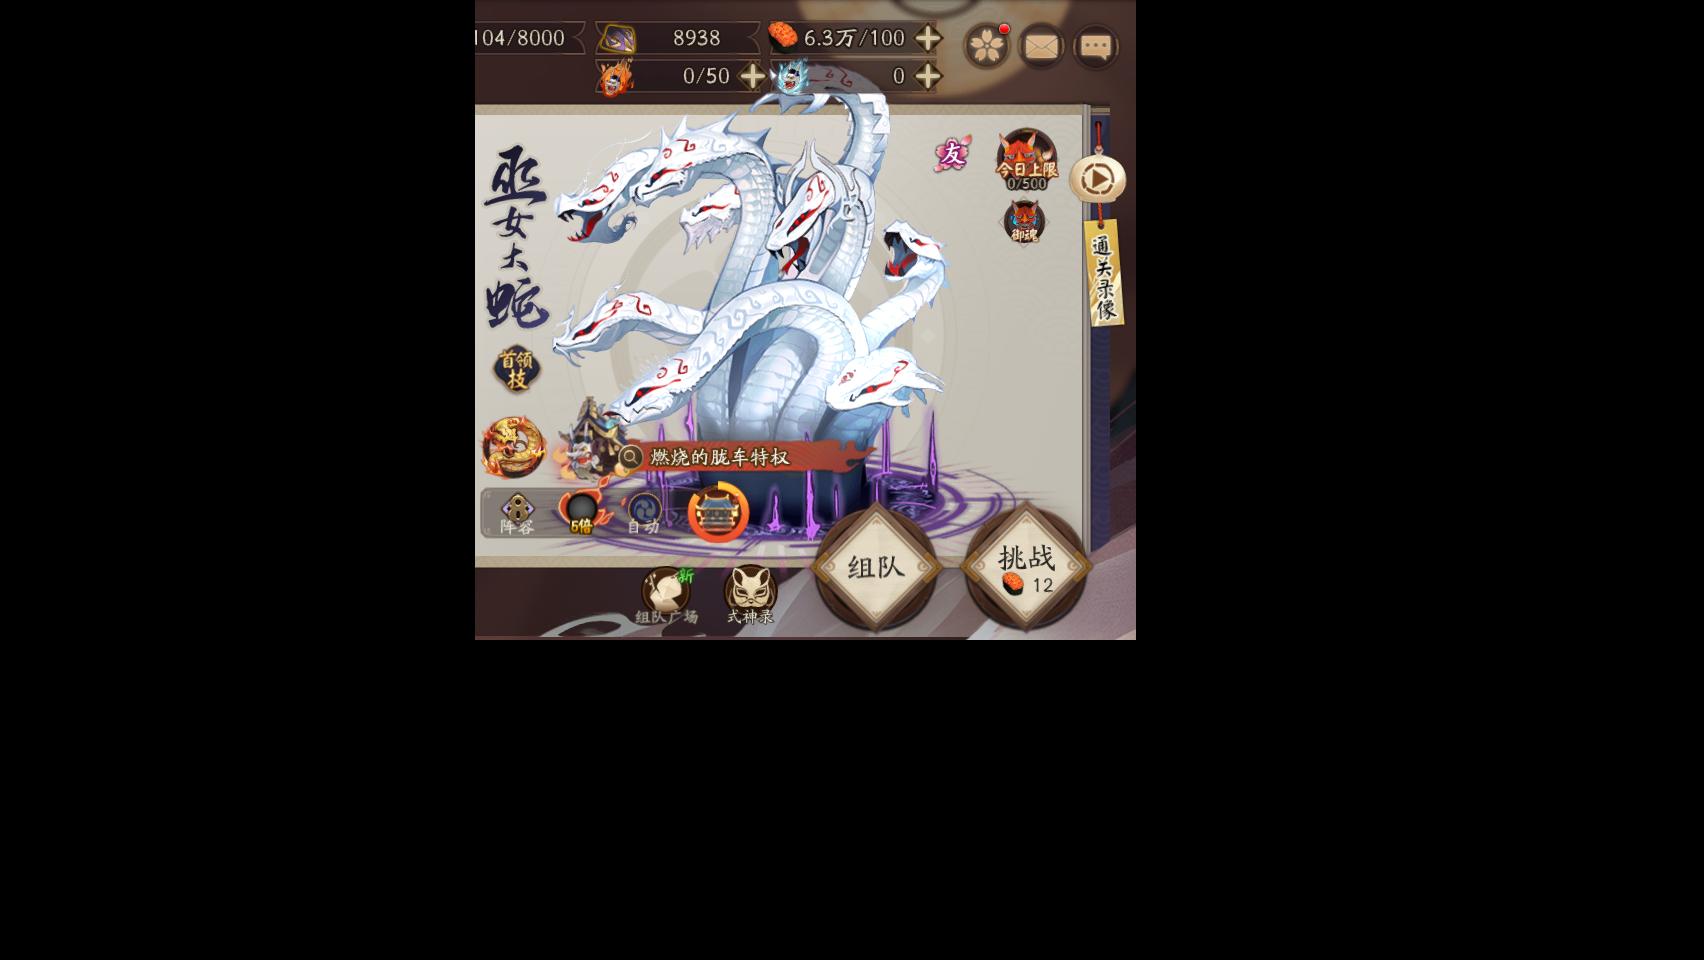 104/8000
8938
6.3万/100
0/50
0
巫女大蛇
首领技
友
今日上限
0/500
御魂
通关录像
燃烧的胧车特权
阵容
5倍
自动
组队
挑战
12
新
组队广场
式神录